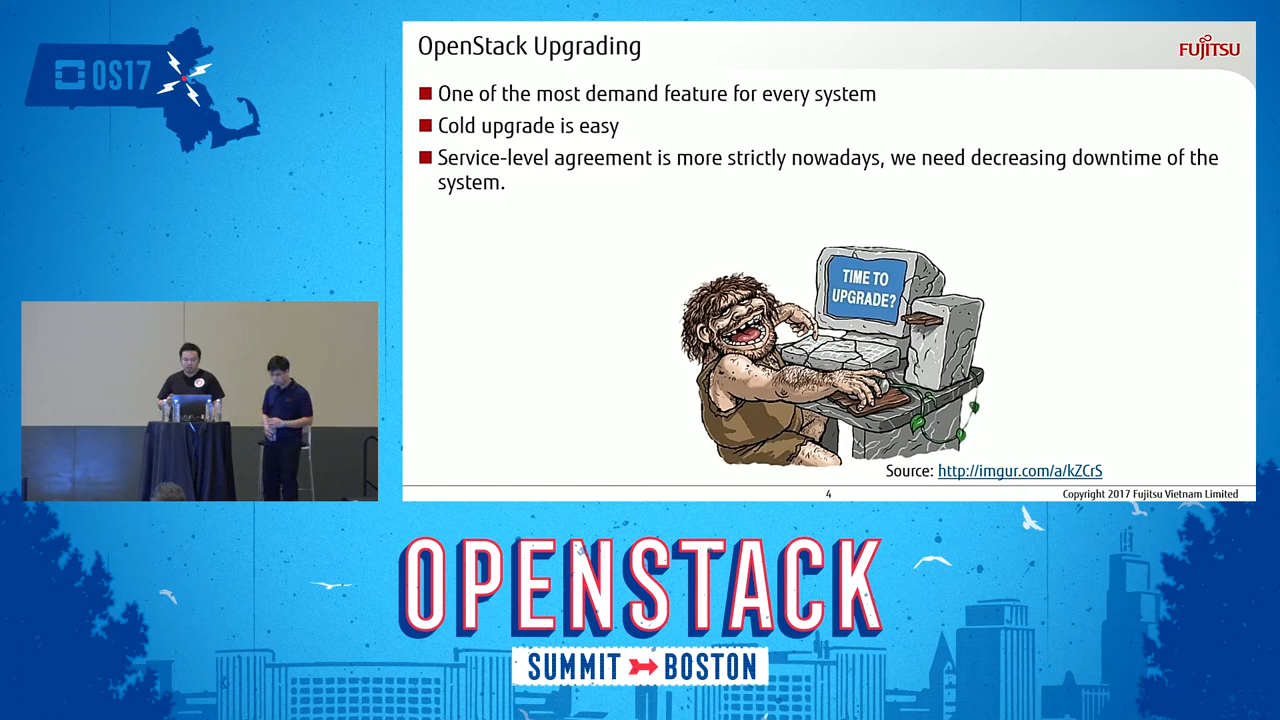 OS17
OpenStack Upgrading
FUJITSU
One of the most demand feature for every system
Cold upgrade is easy
Service-level agreement is more strictly nowadays, we need decreasing downtime of the
system.
TIME TO
UPGRADE?
Source: http://imgur.com/a/kZCrS
4
Copyright 2017 Fujitsu Vietnam Limited
OPENSTACK
SUMMIT BOSTON